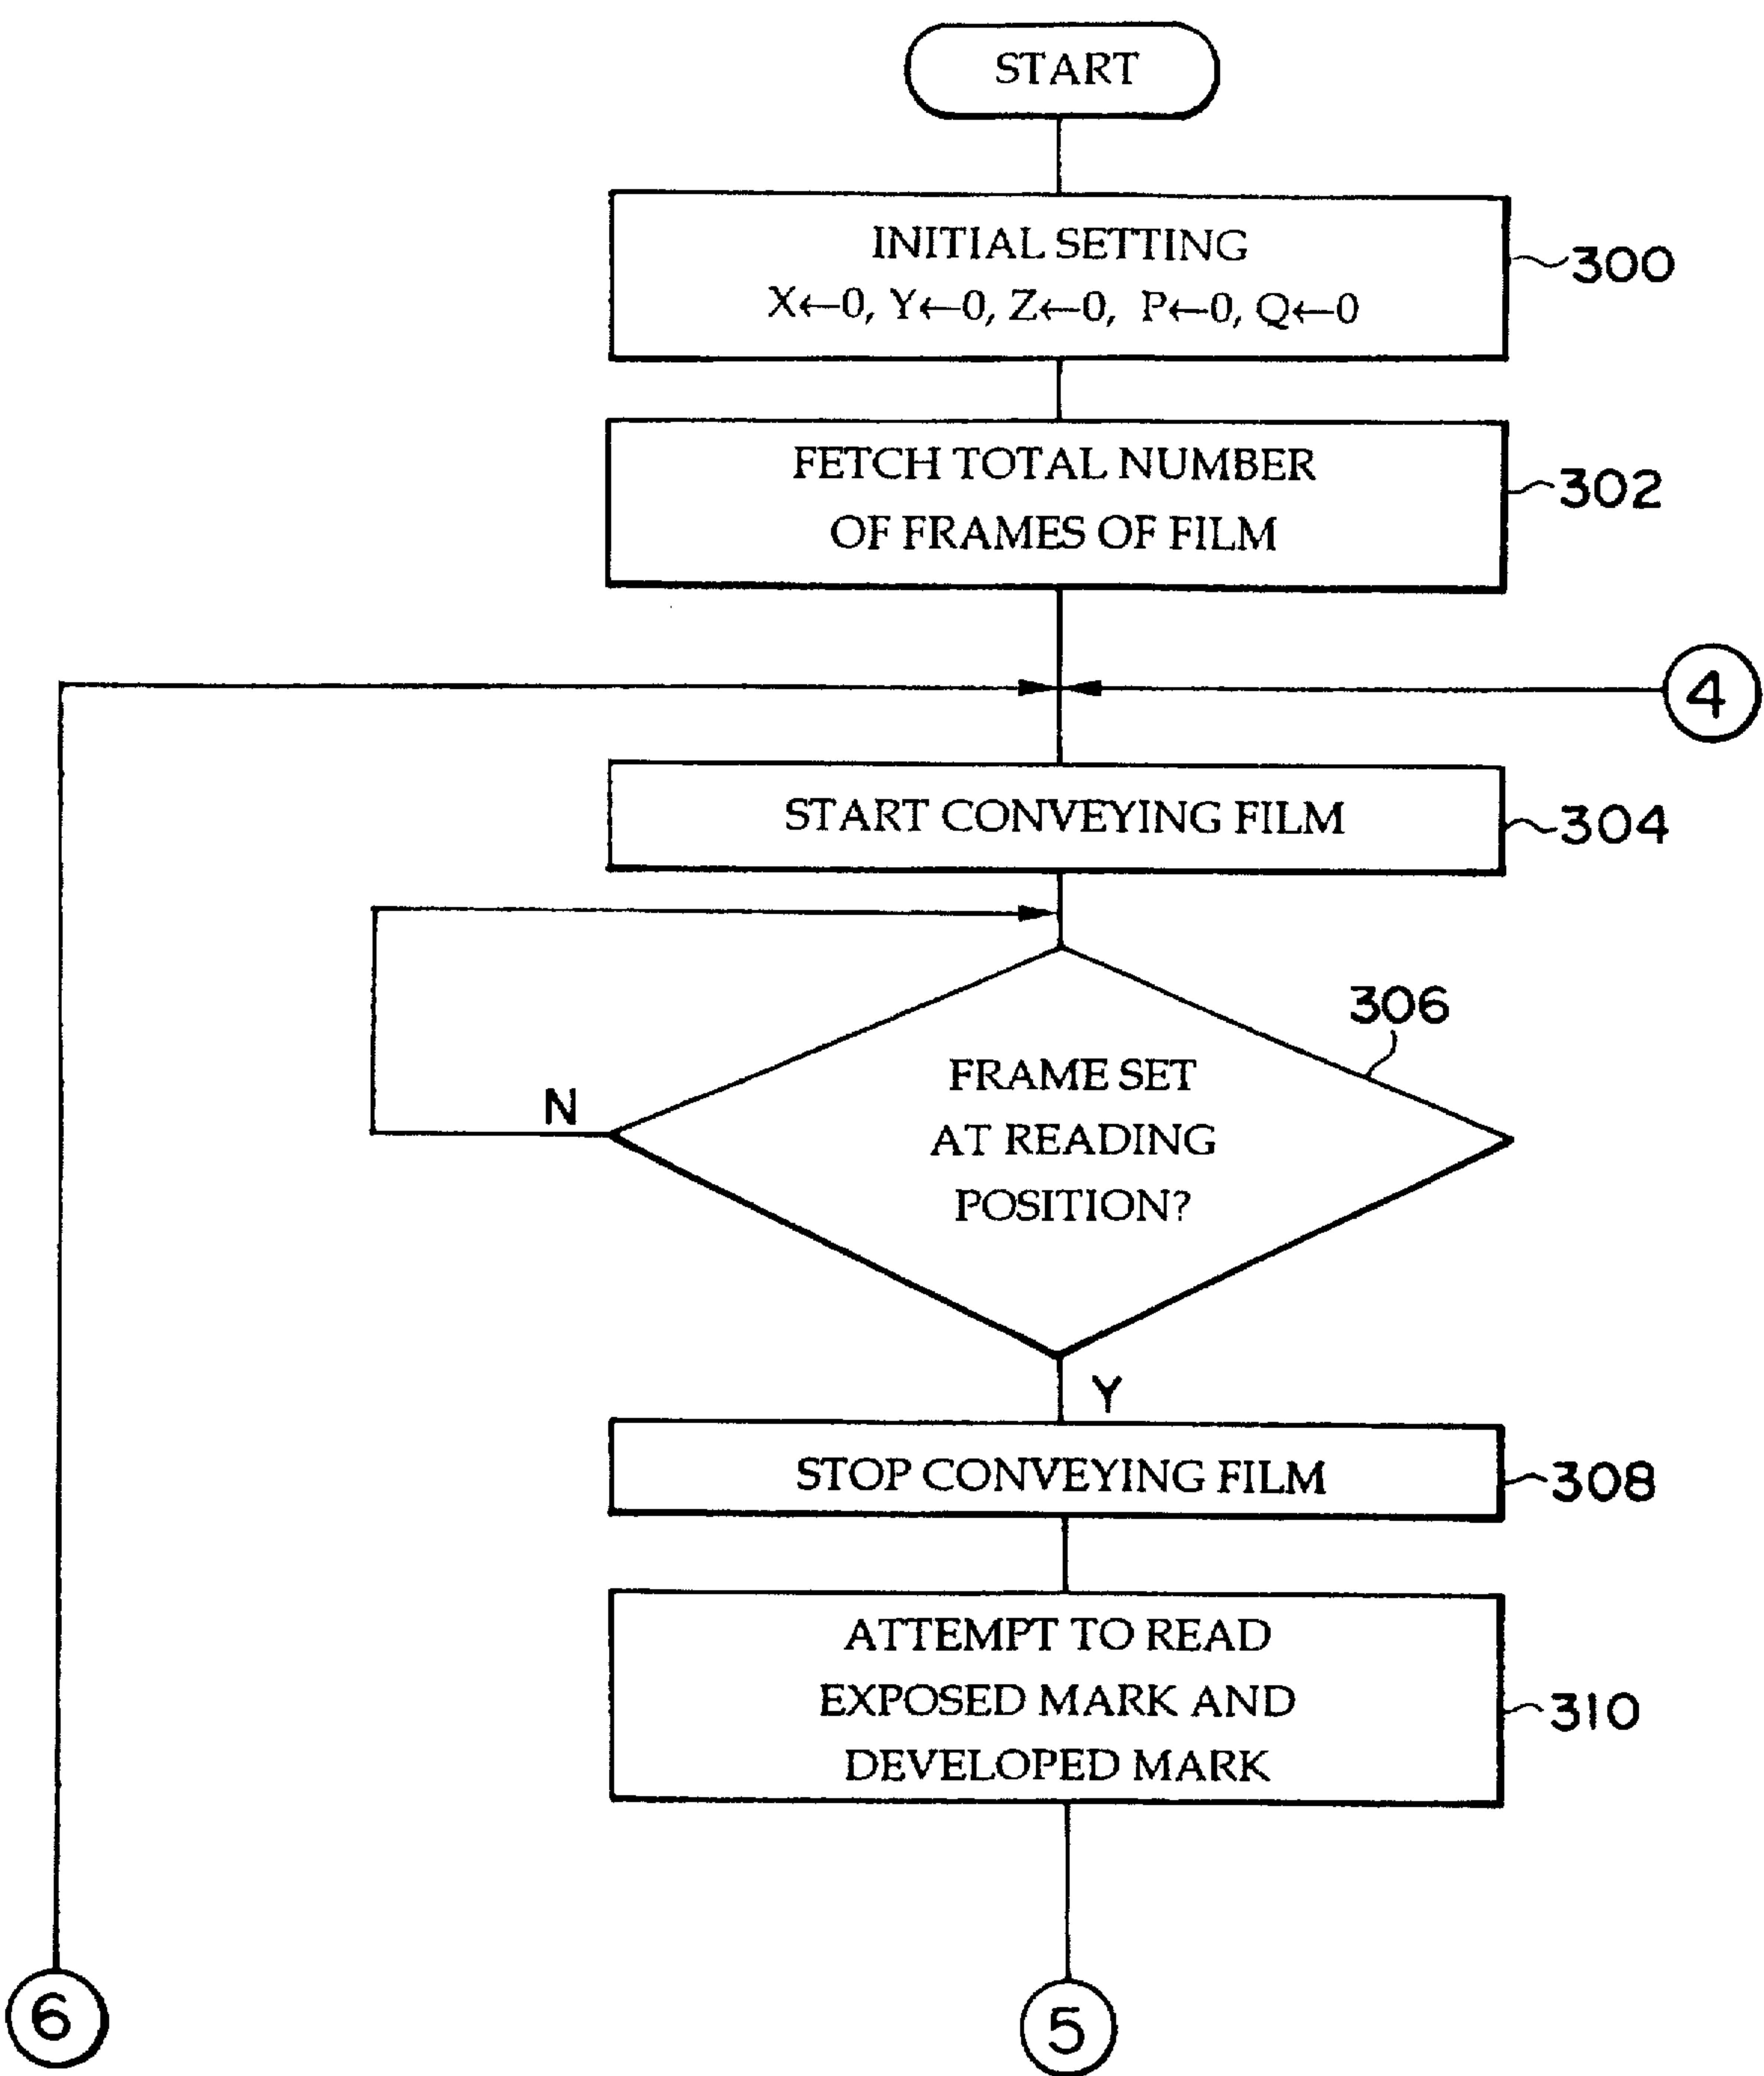 START
INITIAL SETTING
X←0, Y←0, Z←0, P←0, Q←0
300
FETCH TOTAL NUMBER
OF FRAMES OF FILM
302
4
START CONVEYING FILM
304
306
FRAME SET
AT READING
POSITION?
N
Y
STOP CONVEYING FILM
308
ATTEMPT TO READ
EXPOSED MARK AND
DEVELOPED MARK
310
6
5